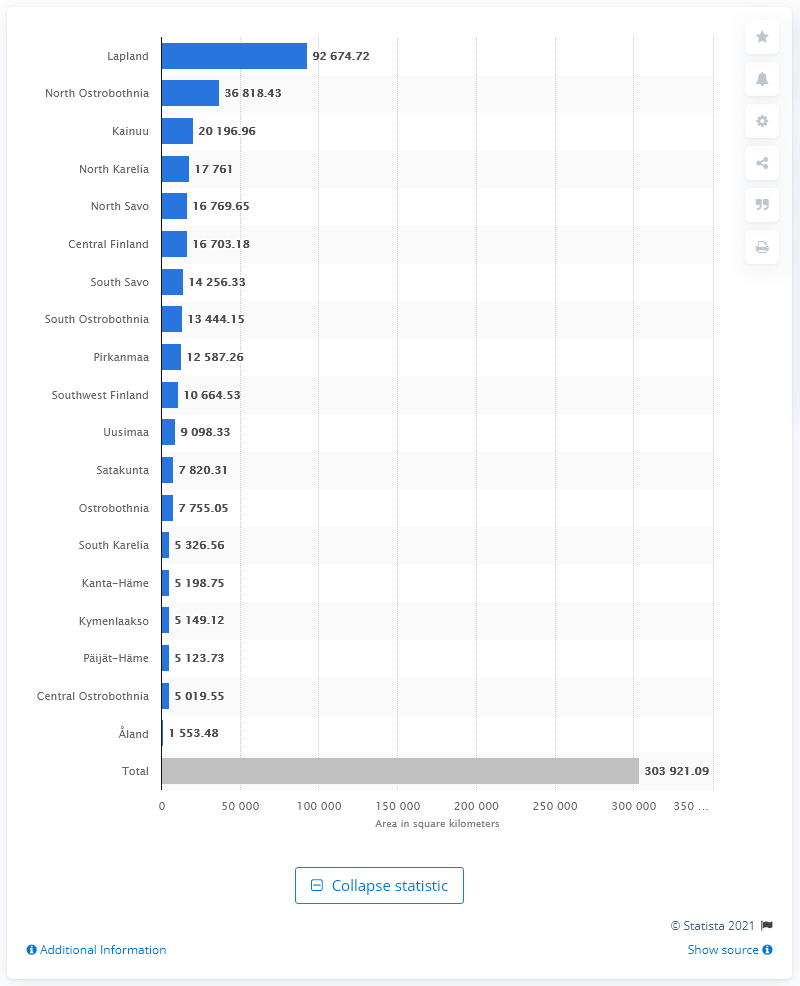 Lapland 92 674.72
North Ostrobothnia 36 818.43
Kainuu 20 196.96
North Karelia 17 761
North Savo 16 769.65
Central Finland 16 703.18
South Savo 14 256.33
South Ostrobothnia 13 444.15
Pirkanmaa 12 587.26
Southwest Finland 10 664.53
Uusimaa 9 098.33
Satakunta 7 820.31
Ostrobothnia 7 755.05
South Karelia 5 326.56
Kanta-Häme 5 198.75
Kymenlaakso 5 149.12
Päijät-Häme 5 123.73
Central Ostrobothnia 5 019.55
Åland 1 553.48
Total 303 921.09
0 50 000 100 000 150 000 200 000 250 000 300 000 350 ...
Area in square kilometers
Collapse statistic
© Statista 2021
Additional Information Show source